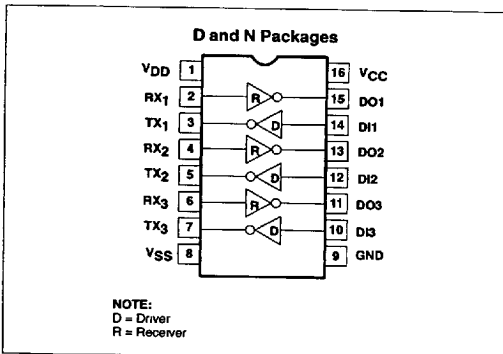 D and N Packages
VDD 1 16 VCC
RX1 2 R 15 DO1
TX1 3 D 14 DI1
RX2 4 R 13 DO2
TX2 5 D 12 DI2
RX3 6 R 11 DO3
TX3 7 D 10 DI3
VSS 8 9 GND
NOTE:
D = Driver
R = Receiver